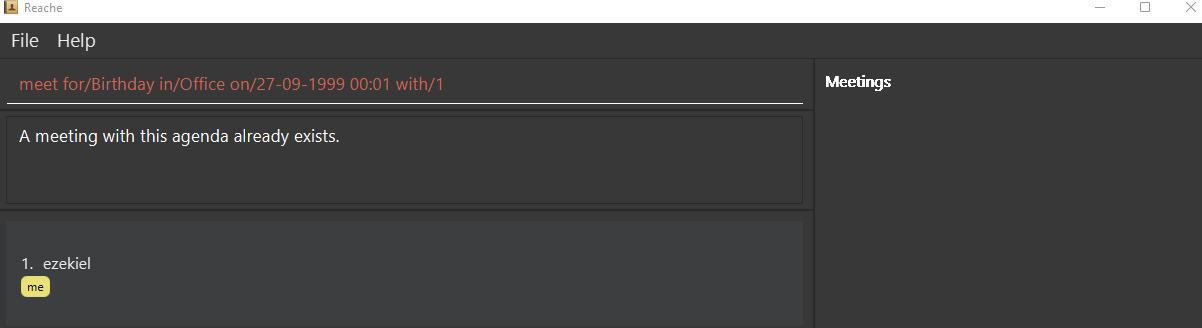 Reache
File Help
meet for/Birthday in/Office on/27-09-1999 00:01 with/1
Meetings
A meeting with this agenda already exists.
1. ezekiel
me